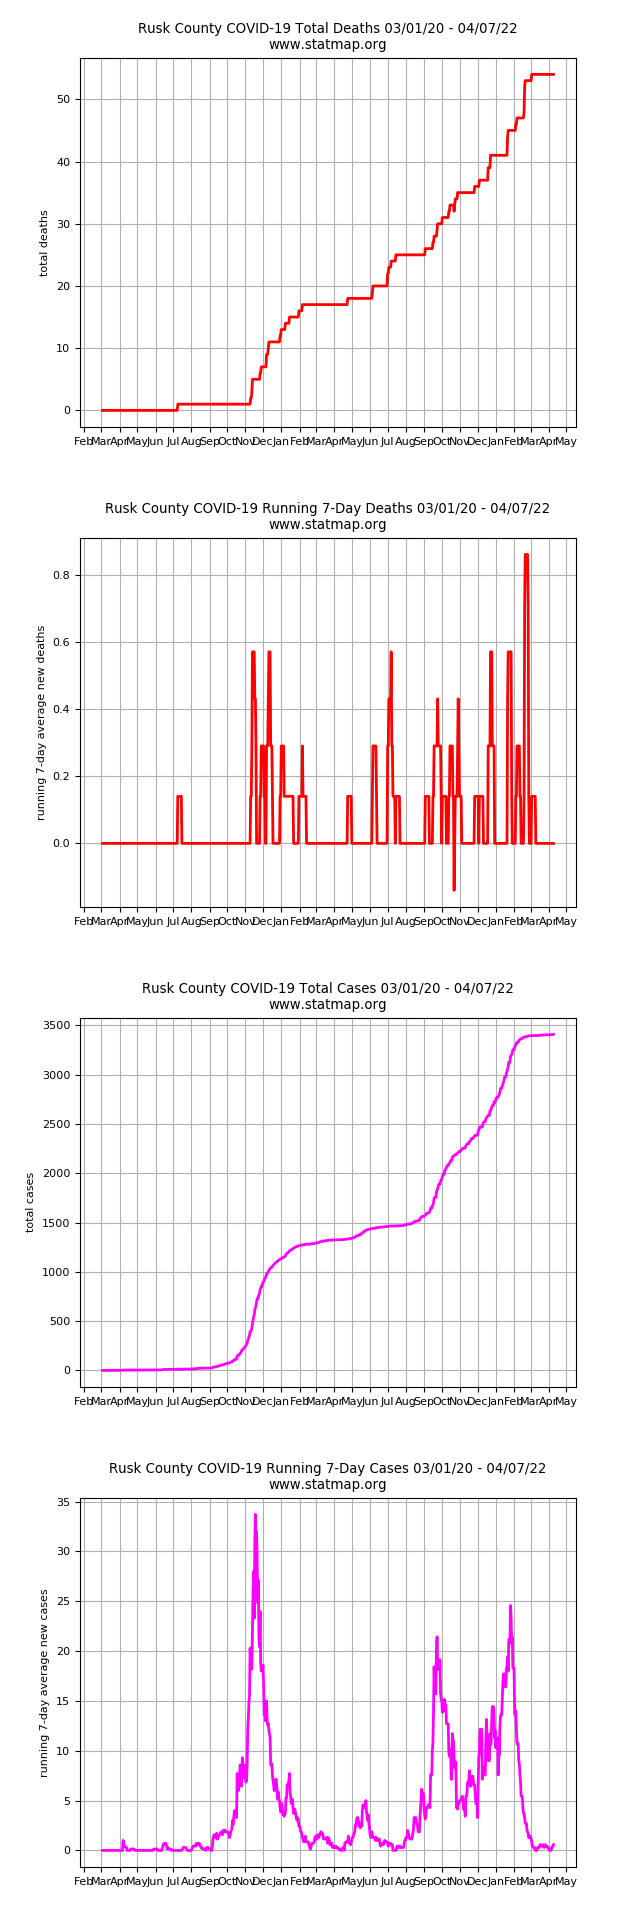 Rusk County COVID-19 Total Deaths 03/01/20 - 04/07/22
www.statmap.org
total deaths
50
40
30
20
10
0
Feb Mar Apr May Jun Jul Aug Sep Oct Nov Dec Jan Feb Mar Apr May Jun Jul Aug Sep Oct Nov Dec Jan Feb Mar Apr May
Rusk County COVID-19 Running 7-Day Deaths 03/01/20 - 04/07/22
www.statmap.org
running 7-day average new deaths
0.8
0.6
0.4
0.2
0.0
Feb Mar Apr May Jun Jul Aug Sep Oct Nov Dec Jan Feb Mar Apr May Jun Jul Aug Sep Oct Nov Dec Jan Feb Mar Apr May
Rusk County COVID-19 Total Cases 03/01/20 - 04/07/22
www.statmap.org
total cases
3500
3000
2500
2000
1500
1000
500
0
Feb Mar Apr May Jun Jul Aug Sep Oct Nov Dec Jan Feb Mar Apr May Jun Jul Aug Sep Oct Nov Dec Jan Feb Mar Apr May
Rusk County COVID-19 Running 7-Day Cases 03/01/20 - 04/07/22
www.statmap.org
running 7-day average new cases
35
30
25
20
15
10
5
0
Feb Mar Apr May Jun Jul Aug Sep Oct Nov Dec Jan Feb Mar Apr May Jun Jul Aug Sep Oct Nov Dec Jan Feb Mar Apr May